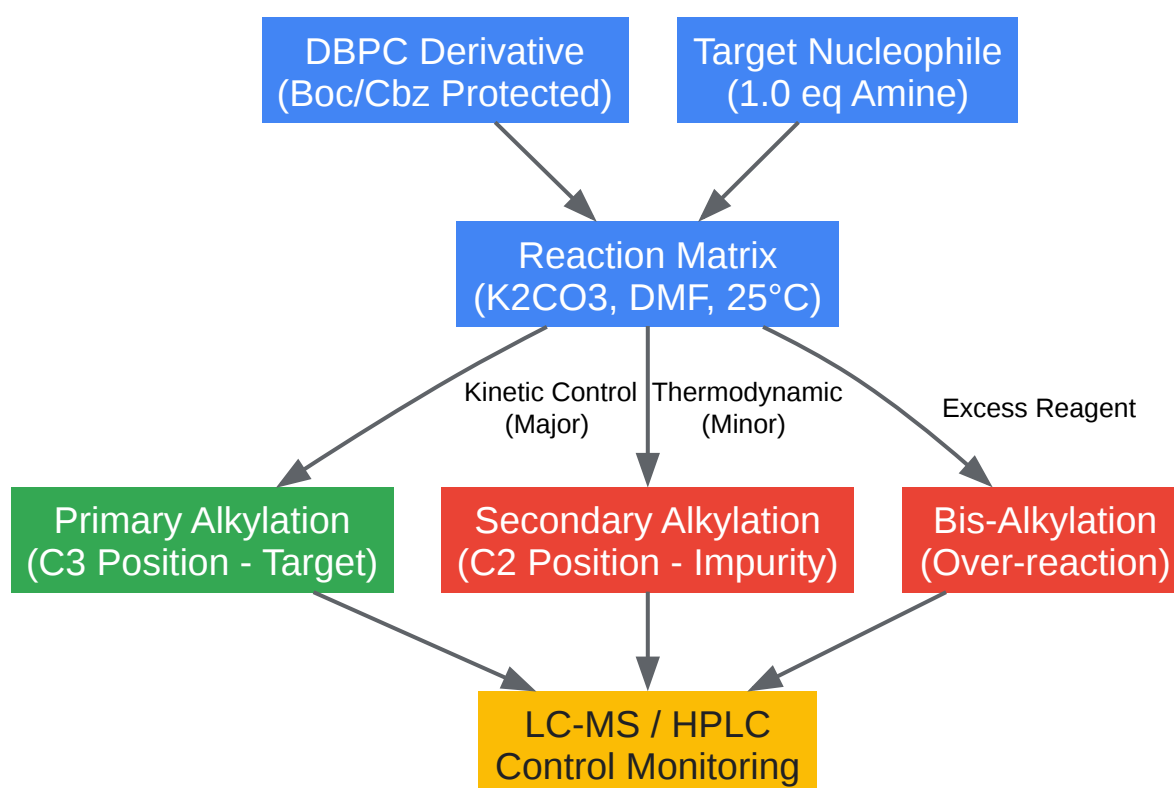 DBPC Derivative
(Boc/Cbz Protected)
Target Nucleophile
(1.0 eq Amine)
Reaction Matrix
(K2CO3, DMF, 25°C)
Kinetic Control
(Major)
Thermodynamic
(Minor)
Excess Reagent
Primary Alkylation
(C3 Position - Target)
Secondary Alkylation
(C2 Position - Impurity)
Bis-Alkylation
(Over-reaction)
LC-MS / HPLC
Control Monitoring